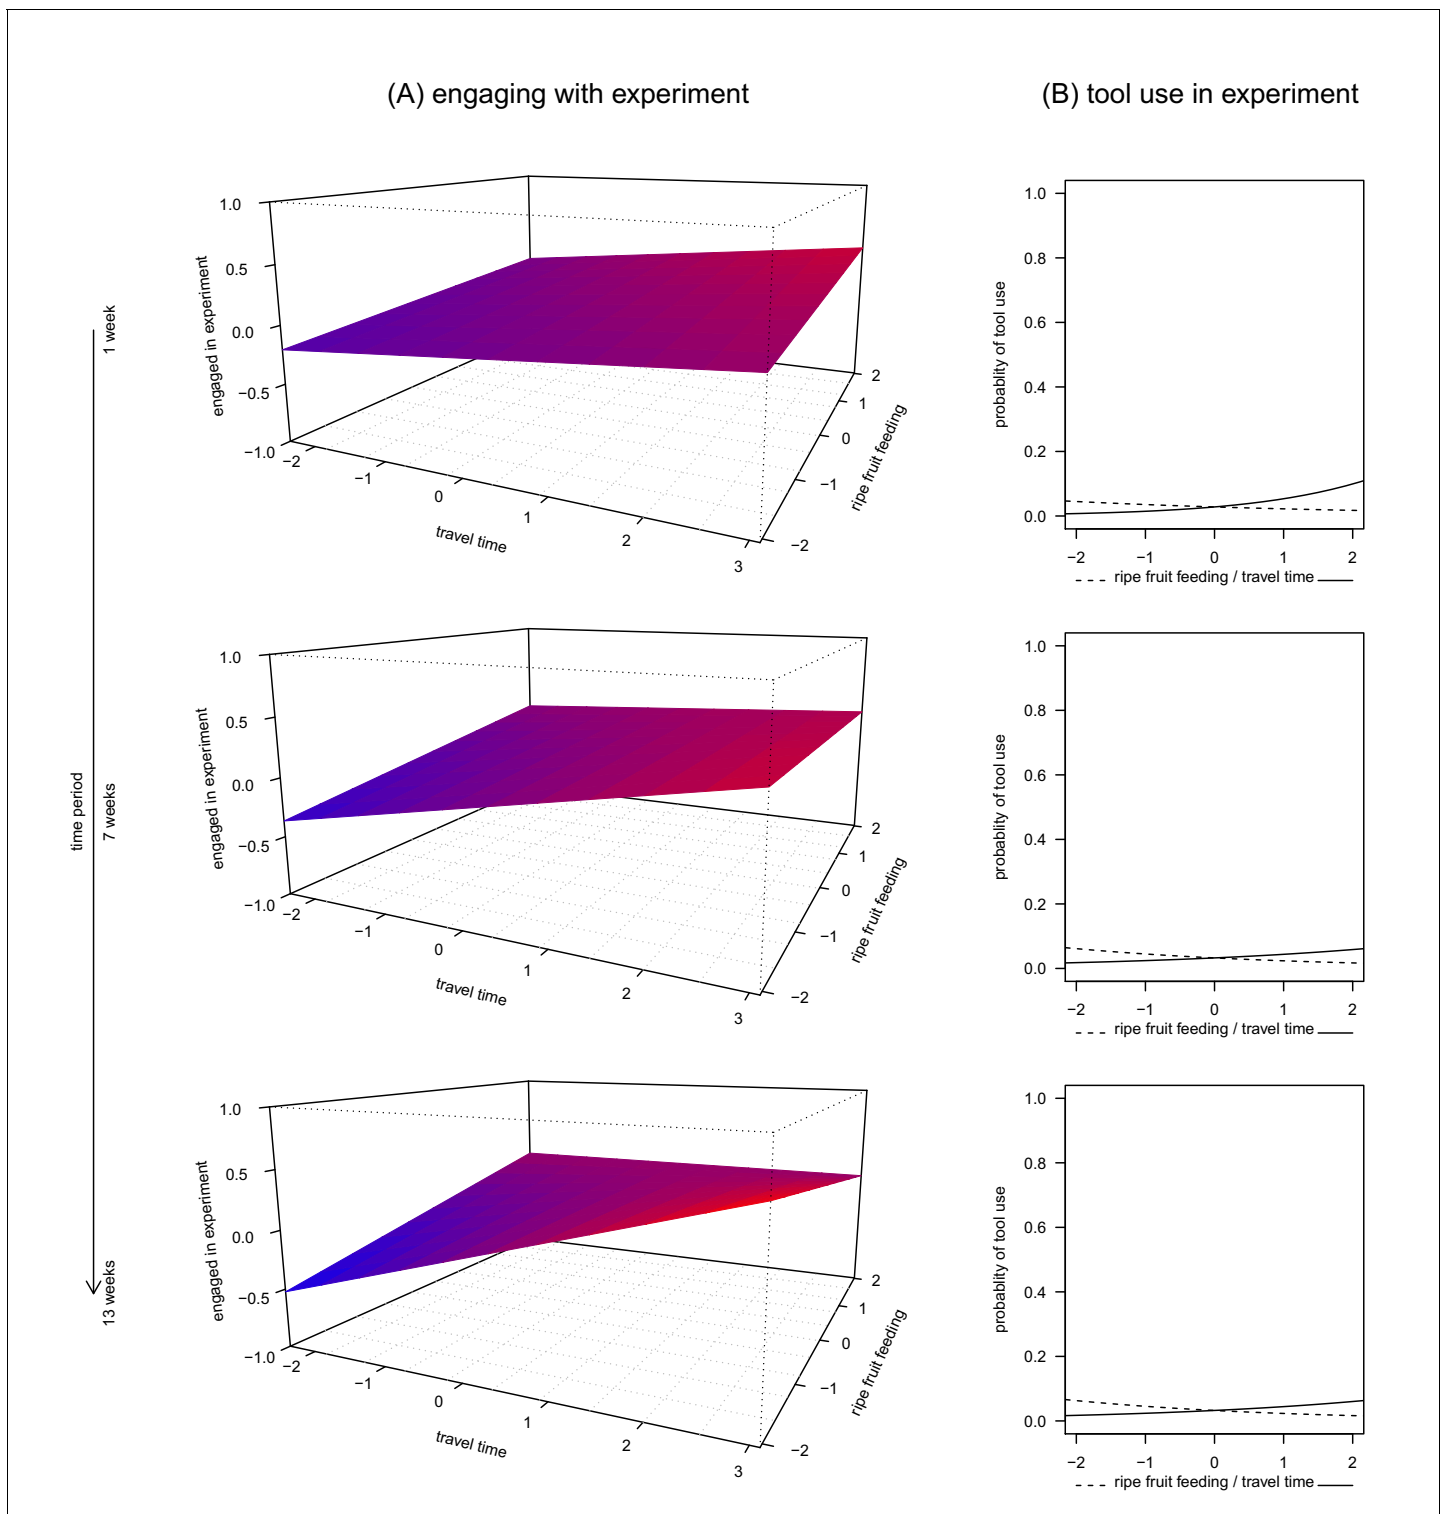 (A) engaging with experiment
(B) tool use in experiment
time period
1 week
7 weeks
13 weeks
engaged in experiment
1.0
0.5
0.0
−0.5
−1.0
−2
−1
0
1
2
3
travel time
−2
−1
0
1
2
ripe fruit feeding
probablity of tool use
1.0
0.8
0.6
0.4
0.2
0.0
−2 −1 0 1 2
ripe fruit feeding / travel time
engaged in experiment
1.0
0.5
0.0
−0.5
−1.0
−2
−1
0
1
2
3
travel time
−2
−1
0
1
2
ripe fruit feeding
probablity of tool use
1.0
0.8
0.6
0.4
0.2
0.0
−2 −1 0 1 2
ripe fruit feeding / travel time
engaged in experiment
1.0
0.5
0.0
−0.5
−1.0
−2
−1
0
1
2
3
travel time
−2
−1
0
1
2
ripe fruit feeding
probablity of tool use
1.0
0.8
0.6
0.4
0.2
0.0
−2 −1 0 1 2
ripe fruit feeding / travel time